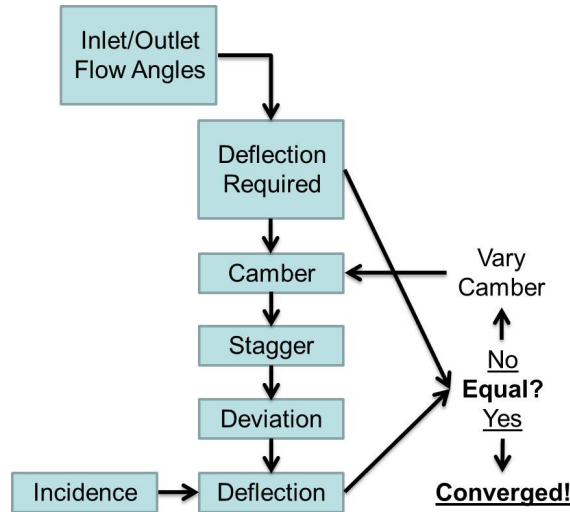 Inlet/Outlet
Flow Angles
Deflection
Required
Camber
Vary
Camber
Stagger
No
Equal?
Yes
Deviation
Incidence
Deflection
Converged!